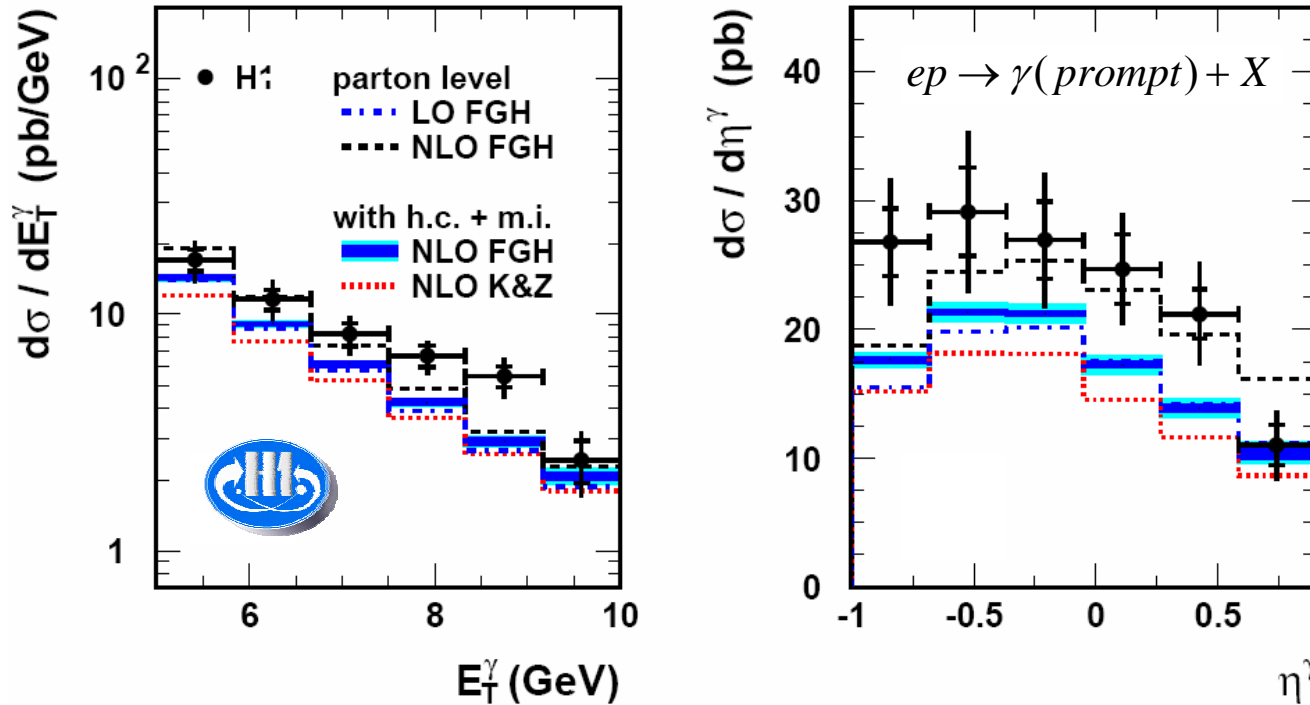 dσ / dE_T^γ (pb/GeV)
10 2
10
1
H1
parton level
LO FGH
NLO FGH
with h.c. + m.i.
NLO FGH
NLO K&Z
H1
6 8 10
E_T^γ (GeV)
dσ / dη^γ (pb)
40
30
20
10
0
ep → γ(prompt) + X
-1 -0.5 0 0.5
η^γ